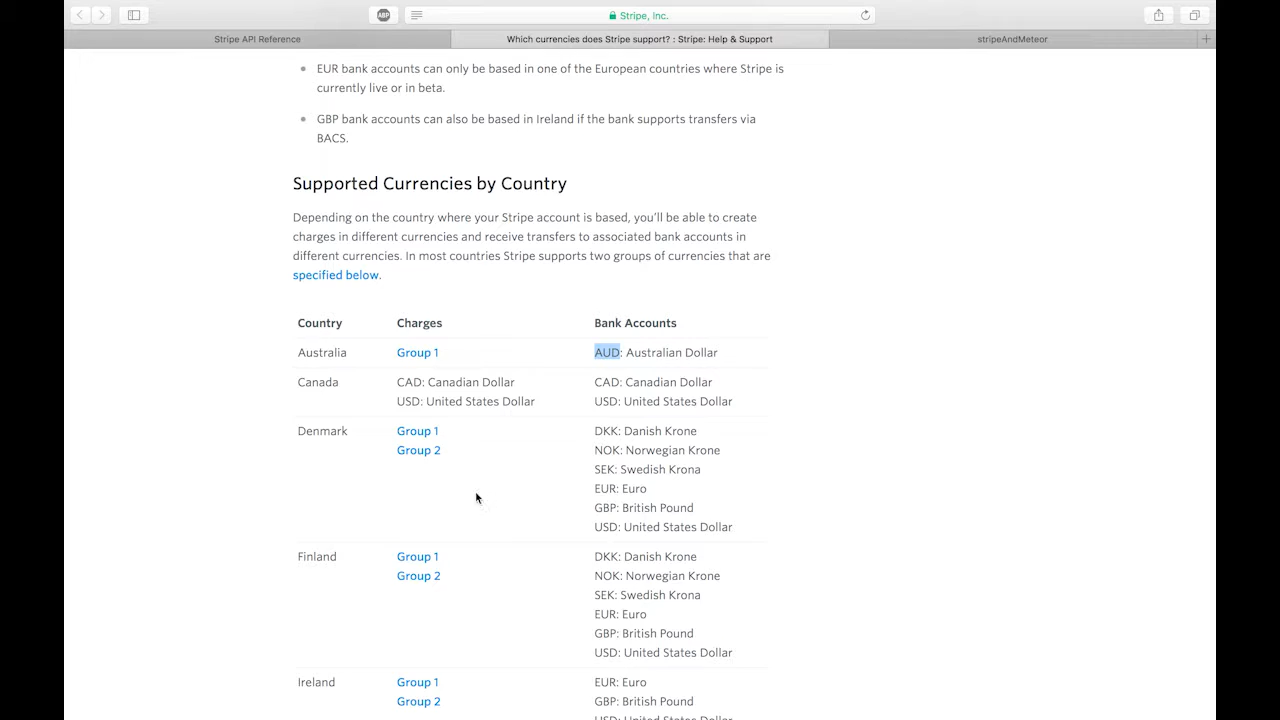 ABP
Stripe, Inc.
Stripe API Reference
Which currencies does Stripe support? : Stripe: Help & Support
stripeAndMeteor
EUR bank accounts can only be based in one of the European countries where Stripe is
currently live or in beta.
GBP bank accounts can also be based in Ireland if the bank supports transfers via
BACS.
Supported Currencies by Country
Depending on the country where your Stripe account is based, you'll be able to create
charges in different currencies and receive transfers to associated bank accounts in
different currencies. In most countries Stripe supports two groups of currencies that are
specified below.
Country Charges Bank Accounts
Australia Group 1 AUD: Australian Dollar
Canada CAD: Canadian Dollar CAD: Canadian Dollar
USD: United States Dollar USD: United States Dollar
Denmark Group 1 DKK: Danish Krone
Group 2 NOK: Norwegian Krone
SEK: Swedish Krona
EUR: Euro
GBP: British Pound
USD: United States Dollar
Finland Group 1 DKK: Danish Krone
Group 2 NOK: Norwegian Krone
SEK: Swedish Krona
EUR: Euro
GBP: British Pound
USD: United States Dollar
Ireland Group 1 EUR: Euro
Group 2 GBP: British Pound
USD: United States Dollar